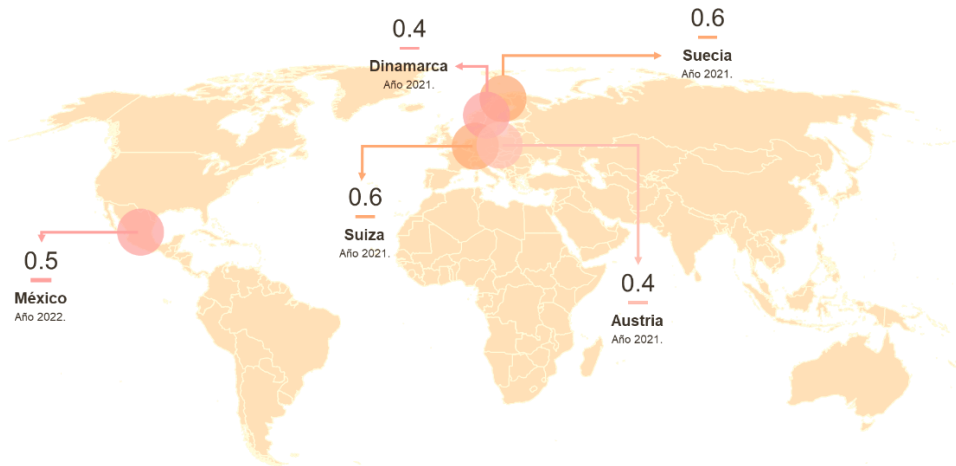 0.4
Dinamarca
Año 2021.
0.6
Suecia
Año 2021.
0.6
Suiza
Año 2021.
0.5
México
Año 2022.
0.4
Austria
Año 2021.